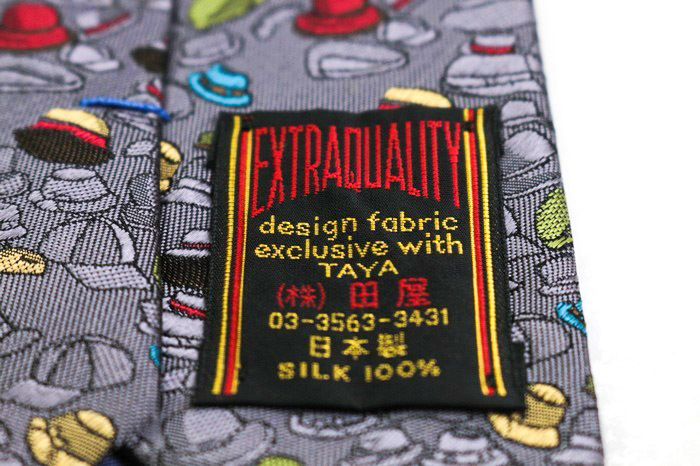 EXTRAQUALITY
design fabric
exclusive with
TAYA
(株) 田屋
03-3563-3431
日本製
SILK 100%